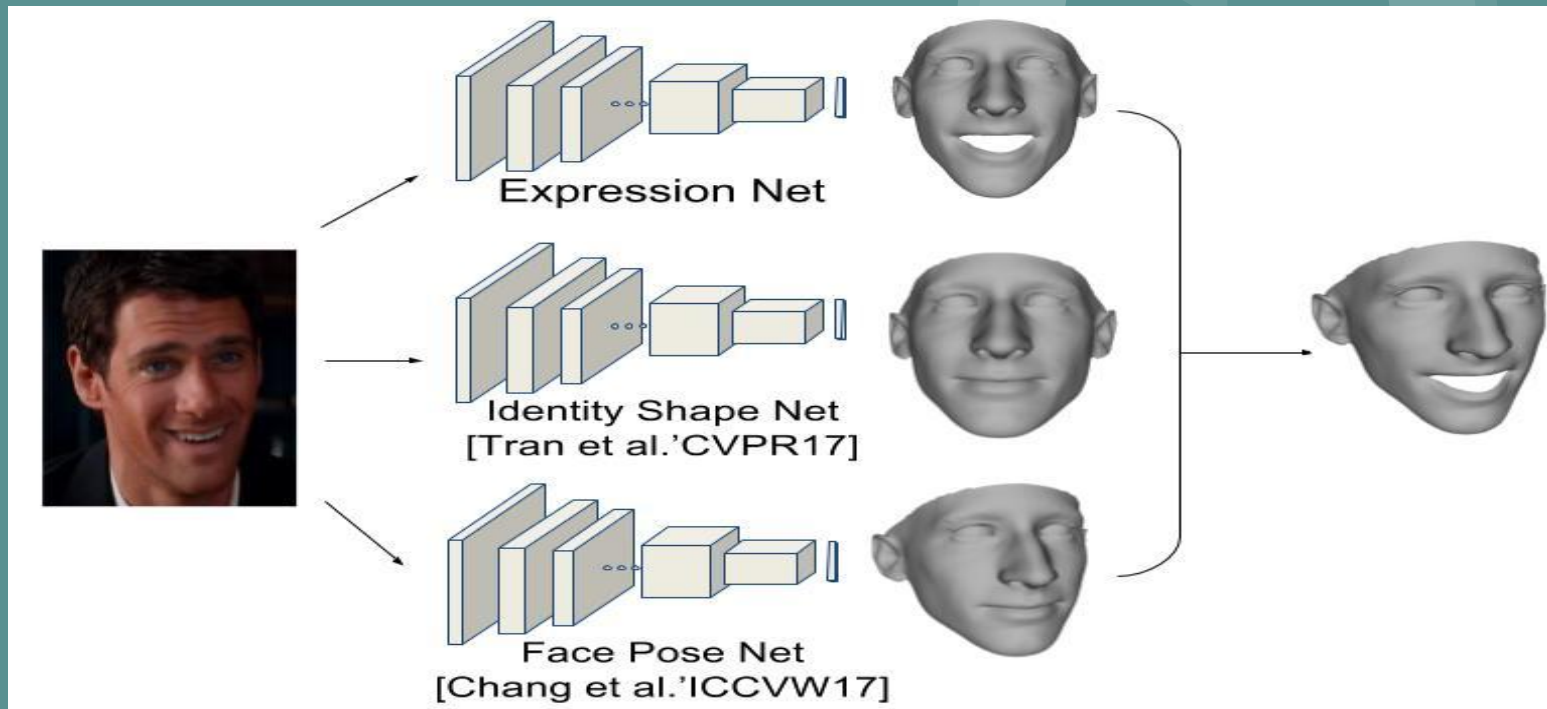 Expression Net
Identity Shape Net
[Tran et al.'CVPR17]
Face Pose Net
[Chang et al.'ICCVW17]